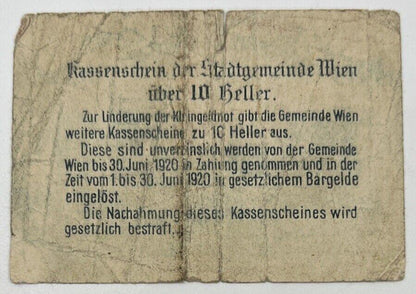 Kassenschein der Stadtgemeinde Wien
über 10 Heller.
Zur Linderung der Kleingeldnot gibt die Gemeinde Wien
weitere Kassenscheine zu 10 Heller aus.
Diese sind unverzinslich werden von der Gemeinde
Wien bis 30. Juni 1920 in Zahlung genommen und in der
Zeit vom 1. bis 30. Juni 1920 in gesetzlichem Bargelde
eingelöst.
Die Nachahmung dieses Kassenscheines wird
gesetzlich bestraft.